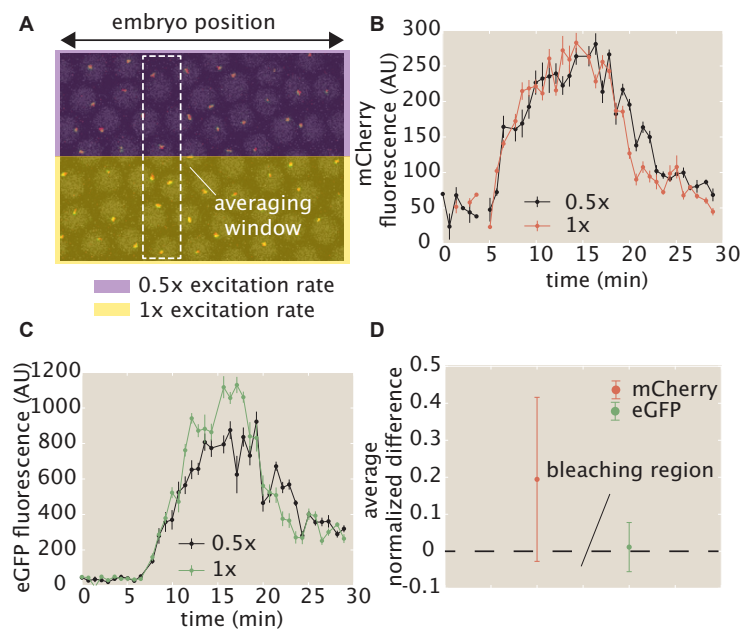 A
embryo position
averaging
window
0.5x excitation rate
1x excitation rate
B
mCherry
fluorescence (AU)
300
250
200
150
100
50
0
0.5x
1x
0 5 10 15 20 25 30
time (min)
C
eGFP fluorescence (AU)
1200
1000
800
600
400
200
0
0.5x
1x
0 5 10 15 20 25 30
time (min)
D
average
normalized difference
0.5
0.4
0.3
0.2
0.1
0
-0.1
mCherry
eGFP
bleaching region